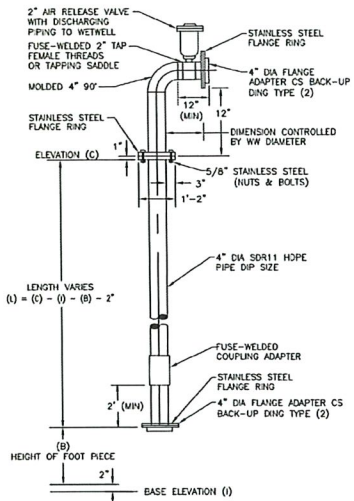 2" AIR RELEASE VALVE
WITH DISCHARGING
PIPING TO WETWELL
FUSE-WELDED 2" TAP
FEMALE THREADS
OR TAPPING SADDLE
MOLDED 4" 90°
STAINLESS STEEL
FLANGE RING
4" DIA FLANGE
ADAPTER CS BACK-UP
DING TYPE (2)
12"
(MIN)
12"
STAINLESS STEEL
FLANGE RING
DIMENSION CONTROLLED
BY WW DIAMETER
1"
ELEVATION (C)
5/8" STAINLESS STEEL
(NUTS & BOLTS)
3"
1'-2"
4" DIA SDR11 HDPE
PIPE DIP SIZE
LENGTH VARIES
(L) = (C) - (I) - (B) - 2"
FUSE-WELDED
COUPLING ADAPTER
STAINLESS STEEL
FLANGE RING
2' (MIN)
4" DIA FLANGE ADAPTER CS
BACK-UP DING TYPE (2)
(B)
HEIGHT OF FOOT PIECE
2"
BASE ELEVATION (I)